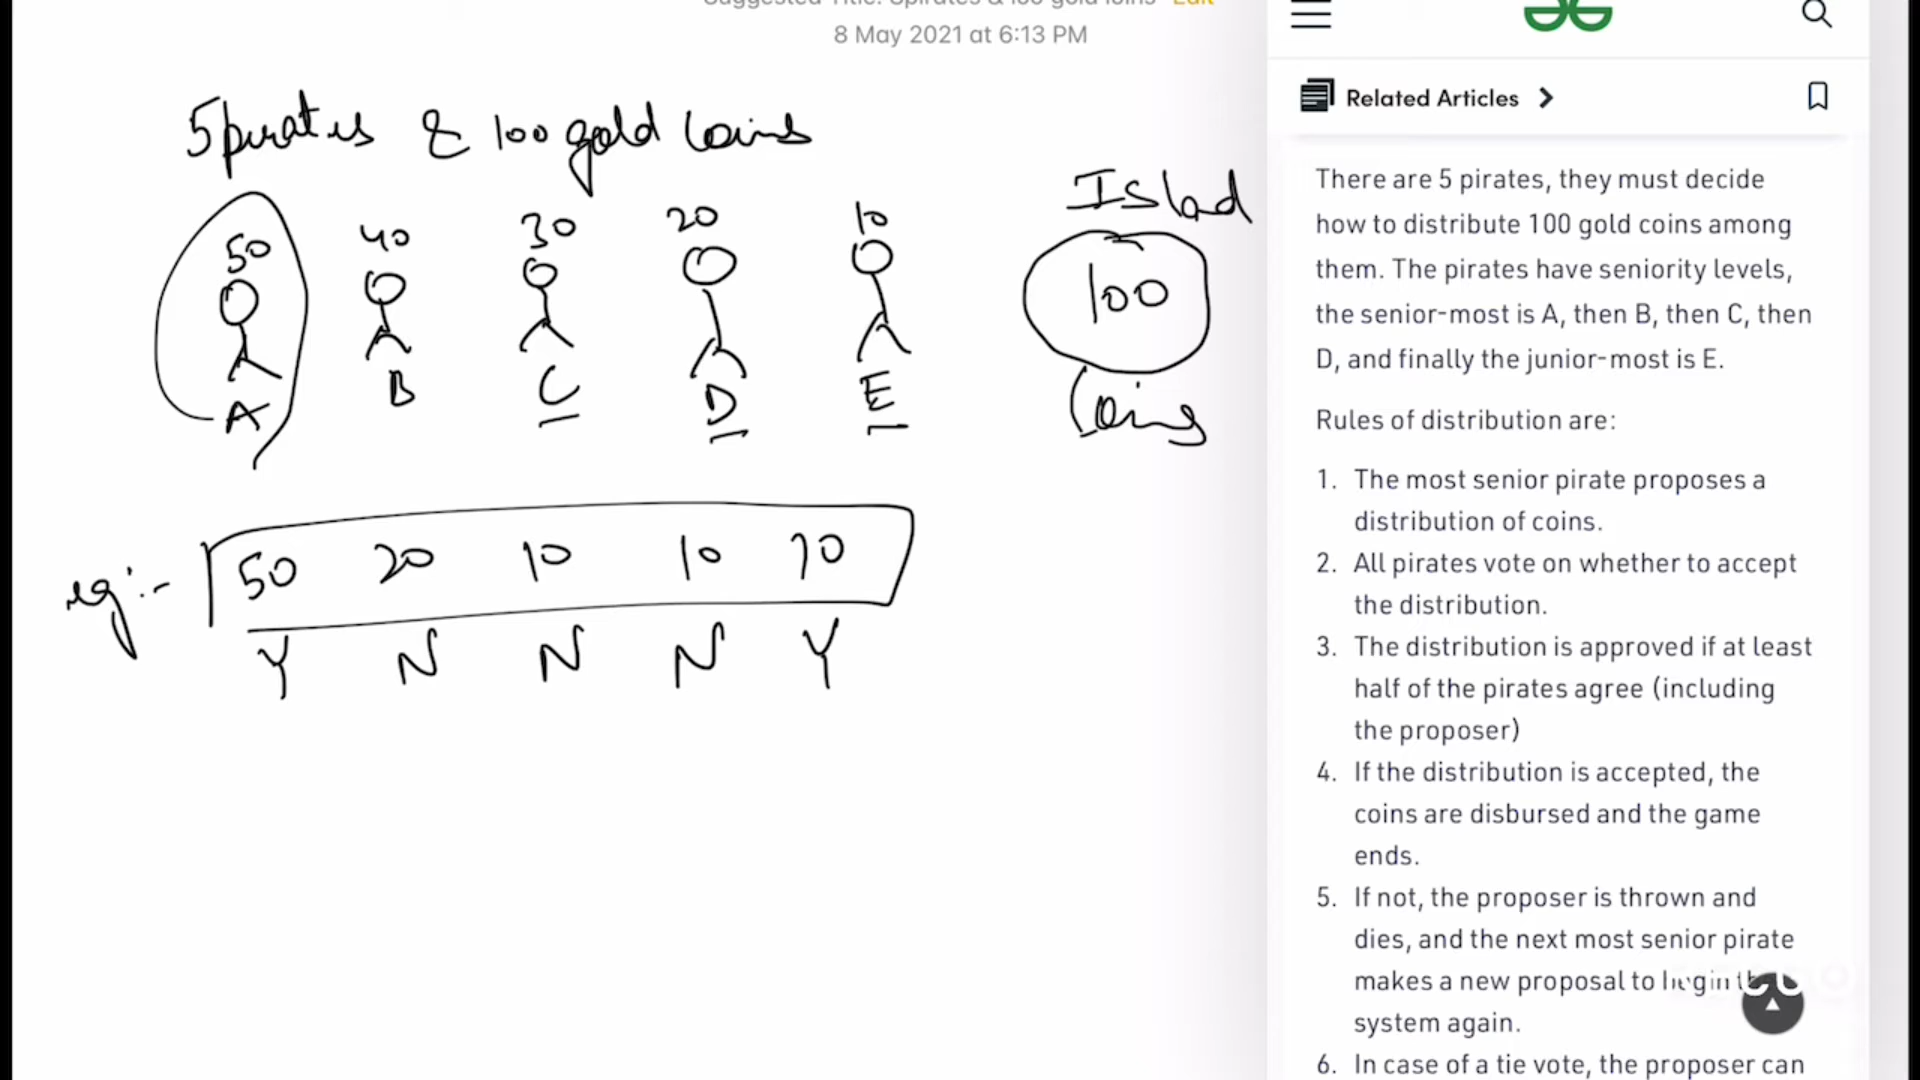 8 May 2021 at 6:13 PM
5 pirates & 100 gold coins
50 40 30 20 10
A B C D E
Islad
100
Coins
eg:- 50 20 10 10 10
Y N N N Y
Related Articles
There are 5 pirates, they must decide
how to distribute 100 gold coins among
them. The pirates have seniority levels,
the senior-most is A, then B, then C, then
D, and finally the junior-most is E.
Rules of distribution are:
1. The most senior pirate proposes a
distribution of coins.
2. All pirates vote on whether to accept
the distribution.
3. The distribution is approved if at least
half of the pirates agree (including
the proposer)
4. If the distribution is accepted, the
coins are disbursed and the game
ends.
5. If not, the proposer is thrown and
dies, and the next most senior pirate
makes a new proposal to begin
system again.
6. In case of a tie vote, the proposer can